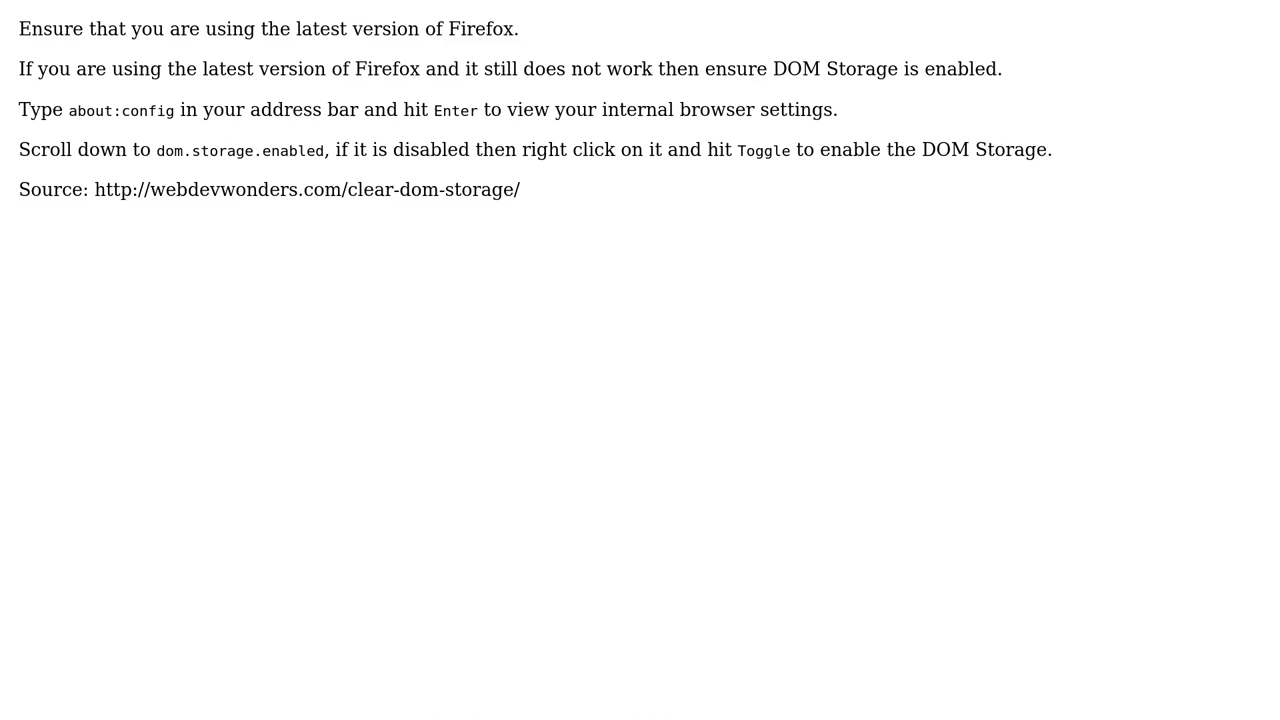 Ensure that you are using the latest version of Firefox.
If you are using the latest version of Firefox and it still does not work then ensure DOM Storage is enabled.
Type about:config in your address bar and hit Enter to view your internal browser settings.
Scroll down to dom.storage.enabled, if it is disabled then right click on it and hit Toggle to enable the DOM Storage.
Source: http://webdevwonders.com/clear-dom-storage/